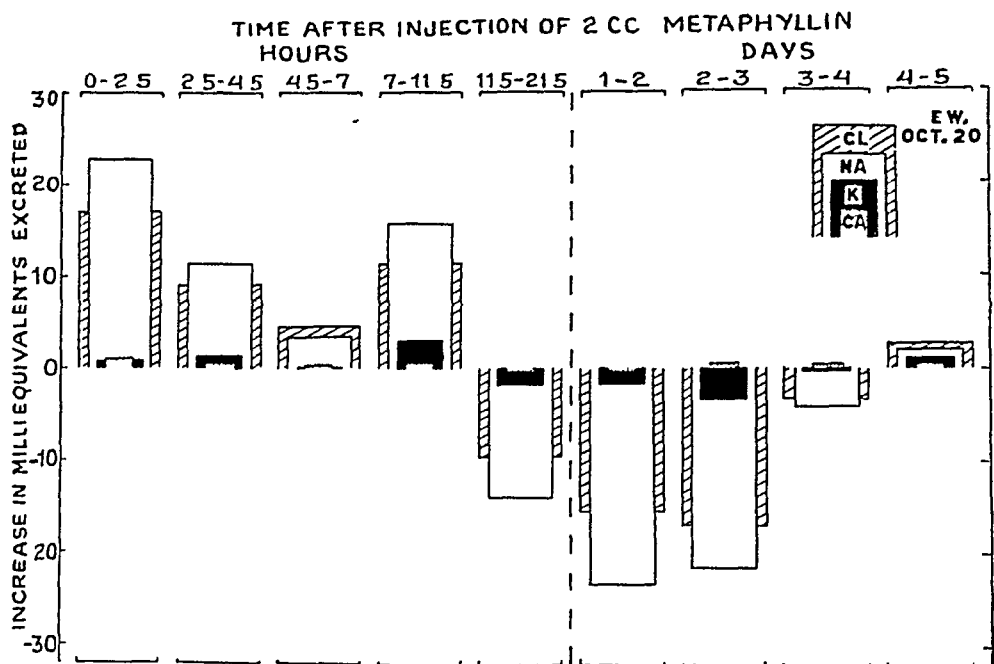 TIME AFTER INJECTION OF 2 CC METAPHYLLIN
HOURS DAYS
0-2 5 2 5-4 5 4 5-7 7-11 5 11 5-21 5 1-2 2-3 3-4 4-5
INCREASE IN MILLIEQUIVALENTS EXCRETED
30
20
10
0
-10
20
-30
E W.
OCT. 20
CL
NA
K
CA